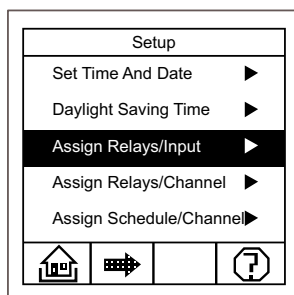 Setup
Set Time And Date
Daylight Saving Time
Assign Relays/Input
Assign Relays/Channel
Assign Schedule/Channel
?